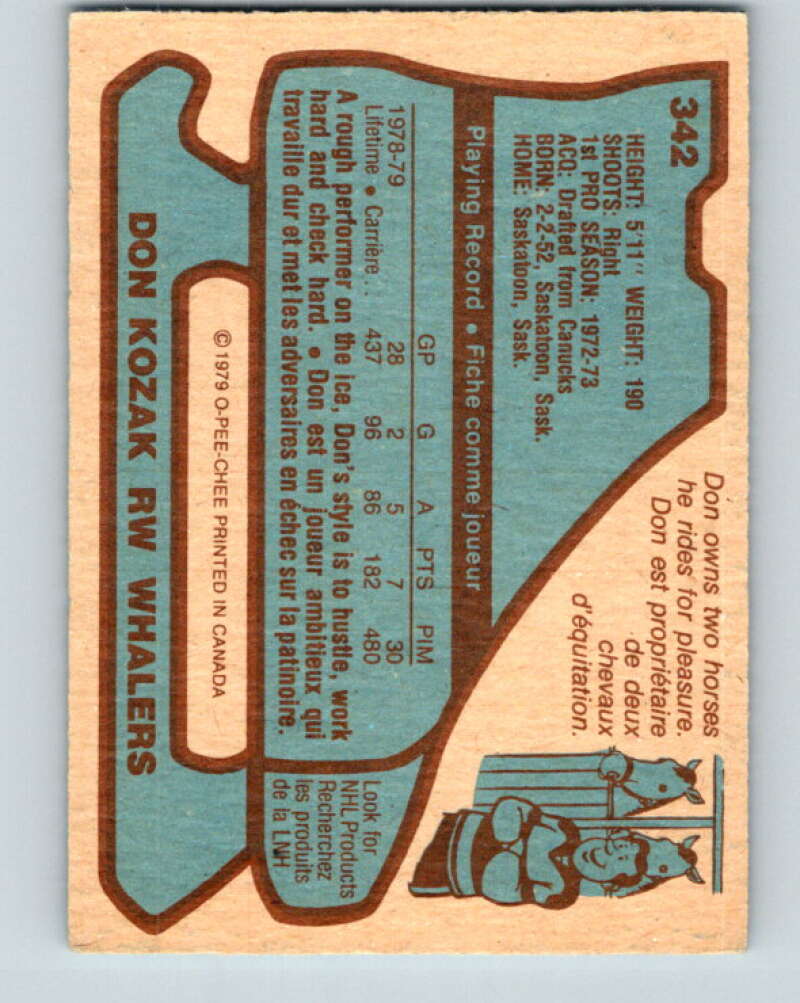 342
HEIGHT: 5'11" WEIGHT: 190
SHOOTS: Right
1st PRO SEASON: 1972-73
ACQ: Drafted from Canucks
BORN: 2-2-52, Saskatoon, Sask.
HOME: Saskatoon, Sask.
Don owns two horses
he rides for pleasure.
Don est propriétaire
de deux
chevaux
d'équitation.
Playing Record • Fiche comme joueur
GP G A PTS PIM
1978-79 28 2 5 7 30
Lifetime • Carrière... 437 96 86 182 480
A rough performer on the ice, Don's style is to hustle, work
hard and check hard. • Don est un joueur ambitieux qui
travaille dur et met les adversaires en échec sur la patinoire.
Look for
NHL Products
Recherchez
les produits
de la LNH
© 1979 O-PEE-CHEE PRINTED IN CANADA
DON KOZAK RW WHALERS